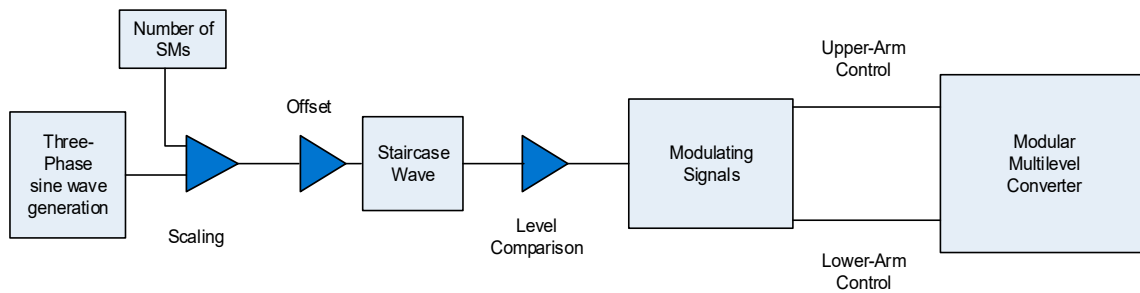 Number of
SMs
Three-
Phase
sine wave
generation
Scaling
Offset
Staircase
Wave
Level
Comparison
Modulating
Signals
Upper-Arm
Control
Lower-Arm
Control
Modular
Multilevel
Converter